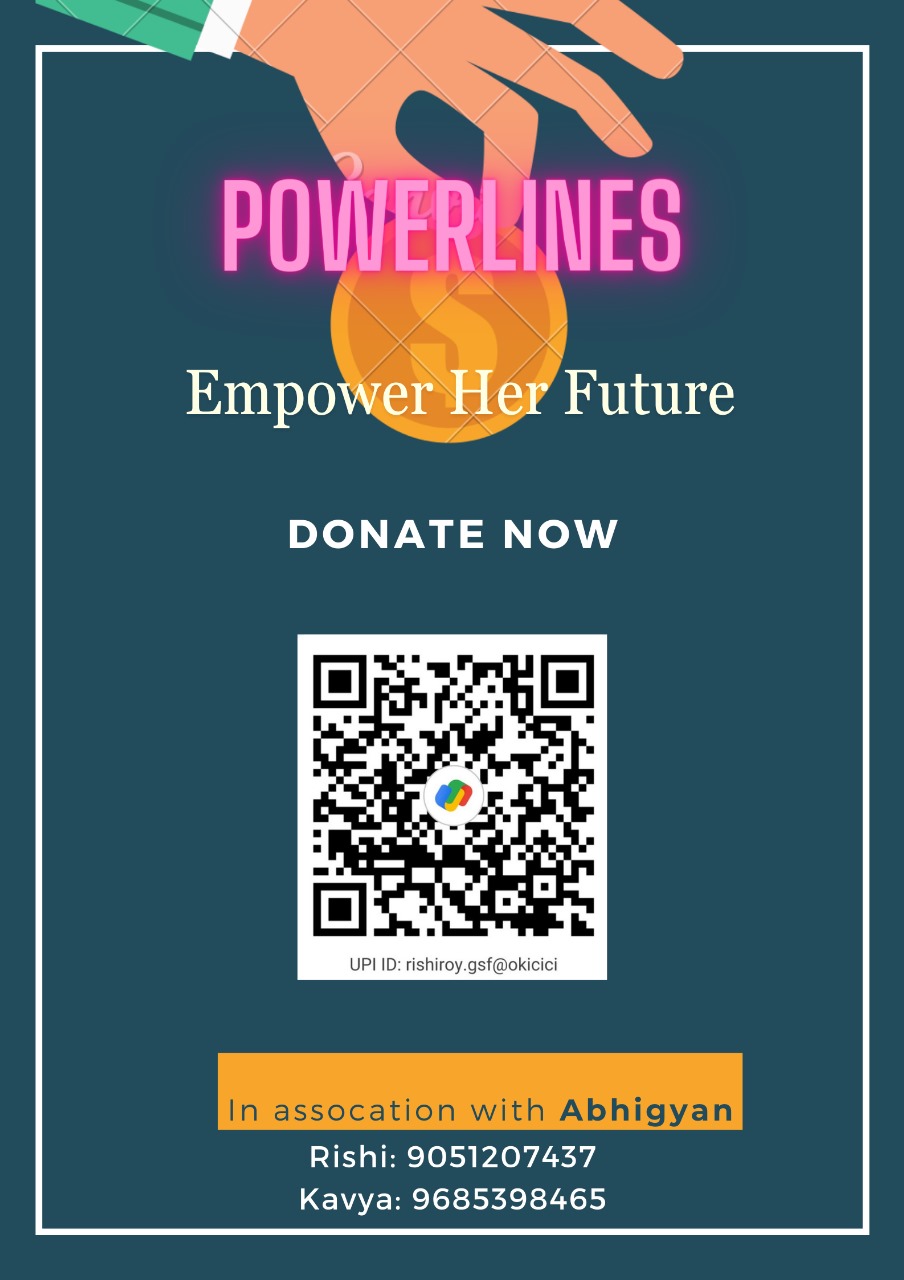 POWERLINES
Empower Her Future
DONATE NOW
UPI ID: rishiroy.gsf@okicici
In assocation with Abhigyan
Rishi: 9051207437
Kavya: 9685398465